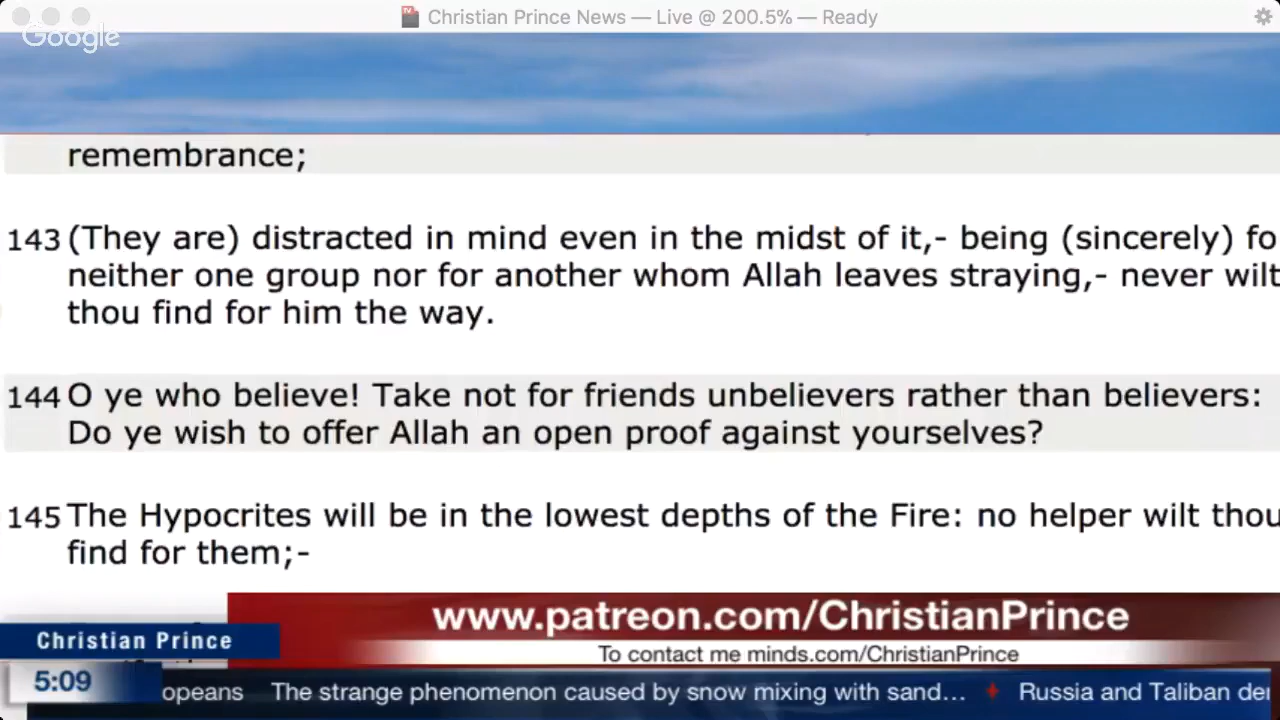 Christian Prince News — Live @ 200.5% — Ready
Google
remembrance;
143 (They are) distracted in mind even in the midst of it,- being (sincerely) fo
neither one group nor for another whom Allah leaves straying,- never wilt
thou find for him the way.
144 O ye who believe! Take not for friends unbelievers rather than believers:
Do ye wish to offer Allah an open proof against yourselves?
145 The Hypocrites will be in the lowest depths of the Fire: no helper wilt thou
find for them;-
www.patreon.com/ChristianPrince
Christian Prince
To contact me minds.com/ChristianPrince
5:09
opeans The strange phenomenon caused by snow mixing with sand... Russia and Taliban de